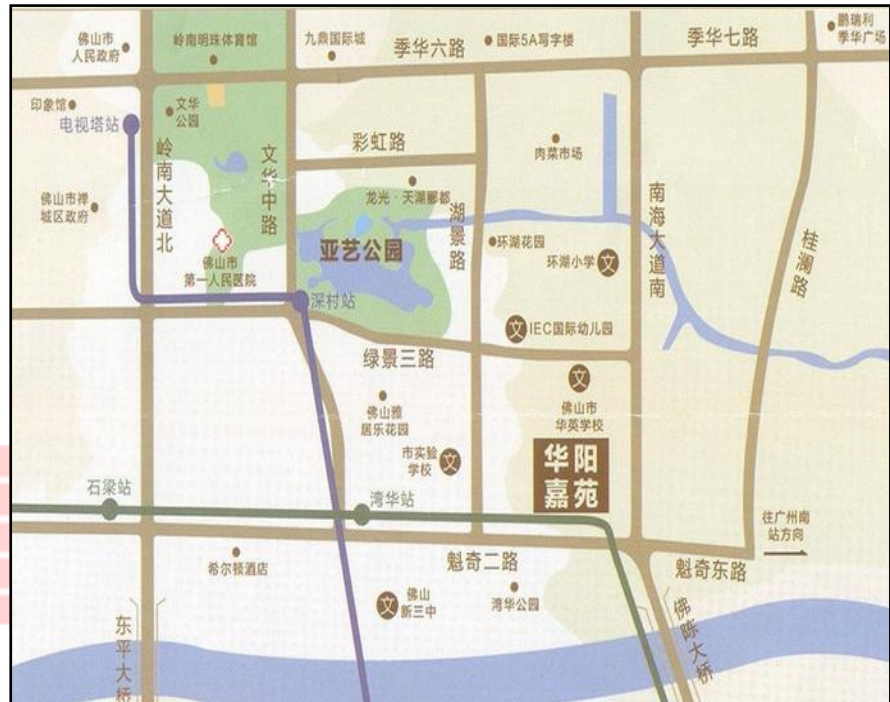 佛山市
人民政府
岭南明珠体育馆
九鼎国际城
季华六路
国际5A写字楼
季华七路
鹏瑞利
季华广场
印象馆
电视塔站
文华
公园
岭南大道北
文华中路
彩虹路
肉菜市场
佛山市禅
城区政府
龙光·天湖郦都
湖景路
南海大道南
桂澜路
佛山市
第一人民医院
亚艺公园
环湖花园
环湖小学
文
深村站
文
IEC国际幼儿园
绿景三路
文
佛山市
华英学校
佛山雅
居乐花园
市实验
学校
文
华阳
嘉苑
石梁站
湾华站
往广州南
站方向
希尔顿酒店
魁奇二路
魁奇东路
文
佛山
新三中
湾华公园
东平大桥
佛陈大桥